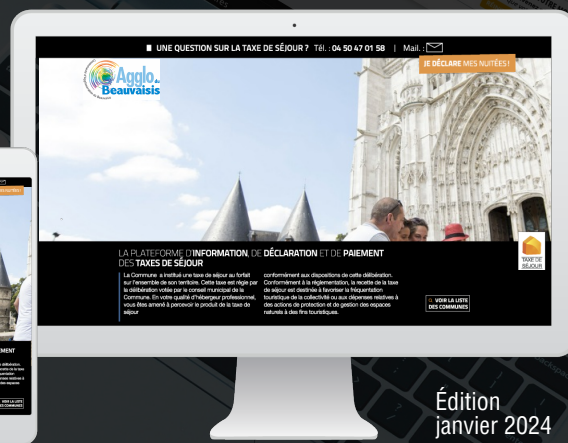 UNE QUESTION SUR LA TAXE DE SÉJOUR ? Tél. : 04 50 47 01 58 | Mail. :
JE DÉCLARE MES NUITÉES !
Agglo du
Beauvaisis
LA PLATEFORME D'INFORMATION, DE DÉCLARATION ET DE PAIEMENT
DES TAXES DE SÉJOUR
La Commune a institué une taxe de séjour au forfait
sur l'ensemble de son territoire. Cette taxe est régie par
la délibération votée par le conseil municipal de la
Commune. En votre qualité d'hébergeur professionnel,
vous êtes amené à percevoir le produit de la taxe de
séjour
conformément aux dispositions de cette délibération.
Conformément à la réglementation, la recette de la taxe
de séjour est destinée à favoriser la fréquentation
touristique de la collectivité ou aux dépenses relatives à
des actions de protection et de gestion des espaces
naturels à des fins touristiques.
VOIR LA LISTE
DES COMMUNES
TAXE DE
SÉJOUR
Édition
janvier 2024